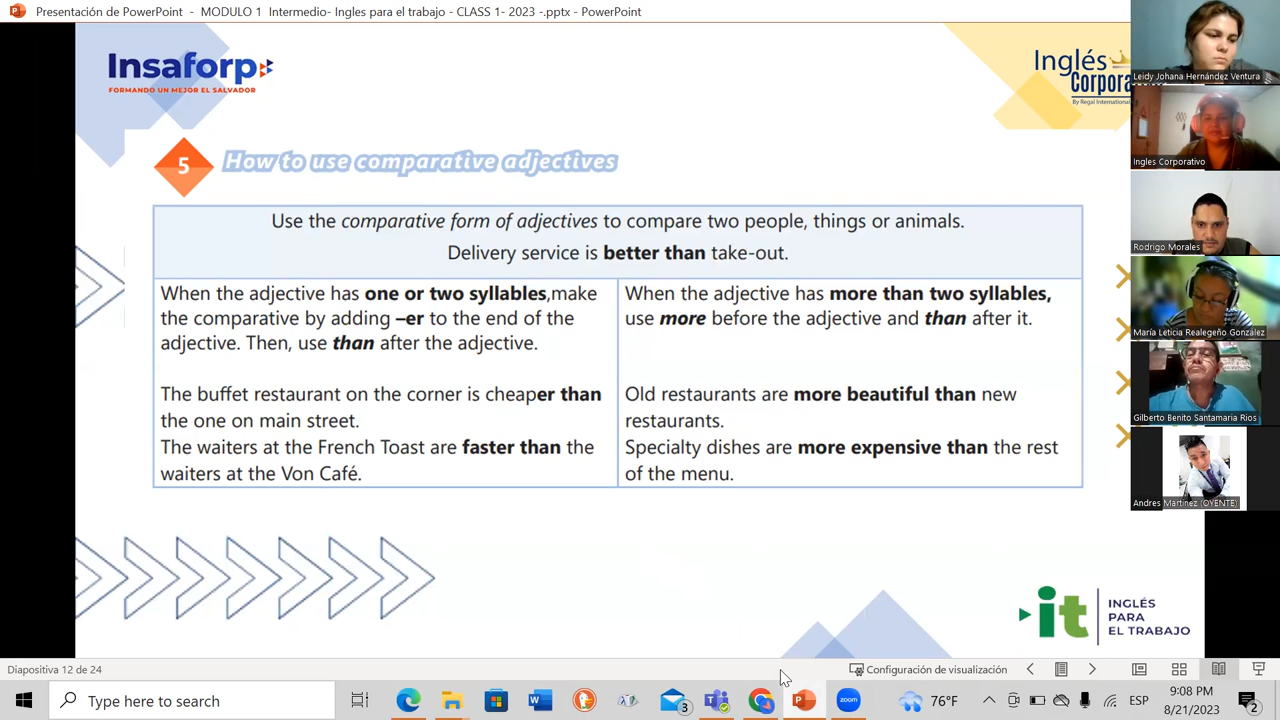 Presentación de PowerPoint - MODULO 1 Intermedio- Ingles para el trabajo - CLASS 1- 2023 -.pptx - PowerPoint
Insaforp
FORMANDO UN MEJOR EL SALVADOR
Inglés
Corpora
By Regal International
5
How to use comparative adjectives
Use the comparative form of adjectives to compare two people, things or animals.
Delivery service is better than take-out.
When the adjective has one or two syllables,make
the comparative by adding –er to the end of the
adjective. Then, use than after the adjective.
The buffet restaurant on the corner is cheaper than
the one on main street.
The waiters at the French Toast are faster than the
waiters at the Von Café.
When the adjective has more than two syllables,
use more before the adjective and than after it.
Old restaurants are more beautiful than new
restaurants.
Specialty dishes are more expensive than the rest
of the menu.
it
INGLÉS
PARA
EL TRABAJO
Leidy Johana Hernández Ventura
Ingles Corporativo
Rodrigo Morales
María Leticia Realegeño González
Gilberto Benito Santamaria Rios
Andres Martinez (OYENTE)
Diapositiva 12 de 24
Configuración de visualización
Type here to search
3
zoom
76°F
ESP
9:08 PM
8/21/2023
2